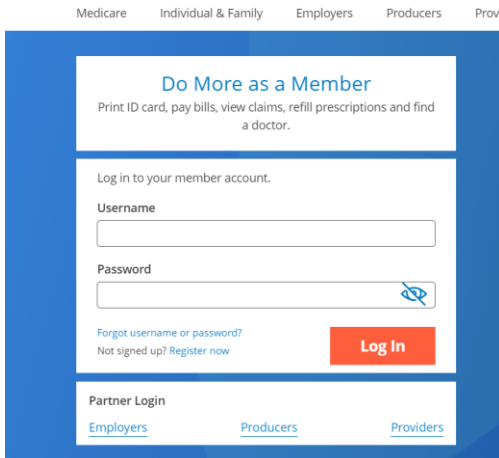 Medicare Individual & Family Employers Producers
Do More as a Member
Print ID card, pay bills, view claims, refill prescriptions and find
a doctor.
Log in to your member account.
Username
Password
Forgot username or password?
Not signed up? Register now
Log In
Partner Login
Employers Producers Providers